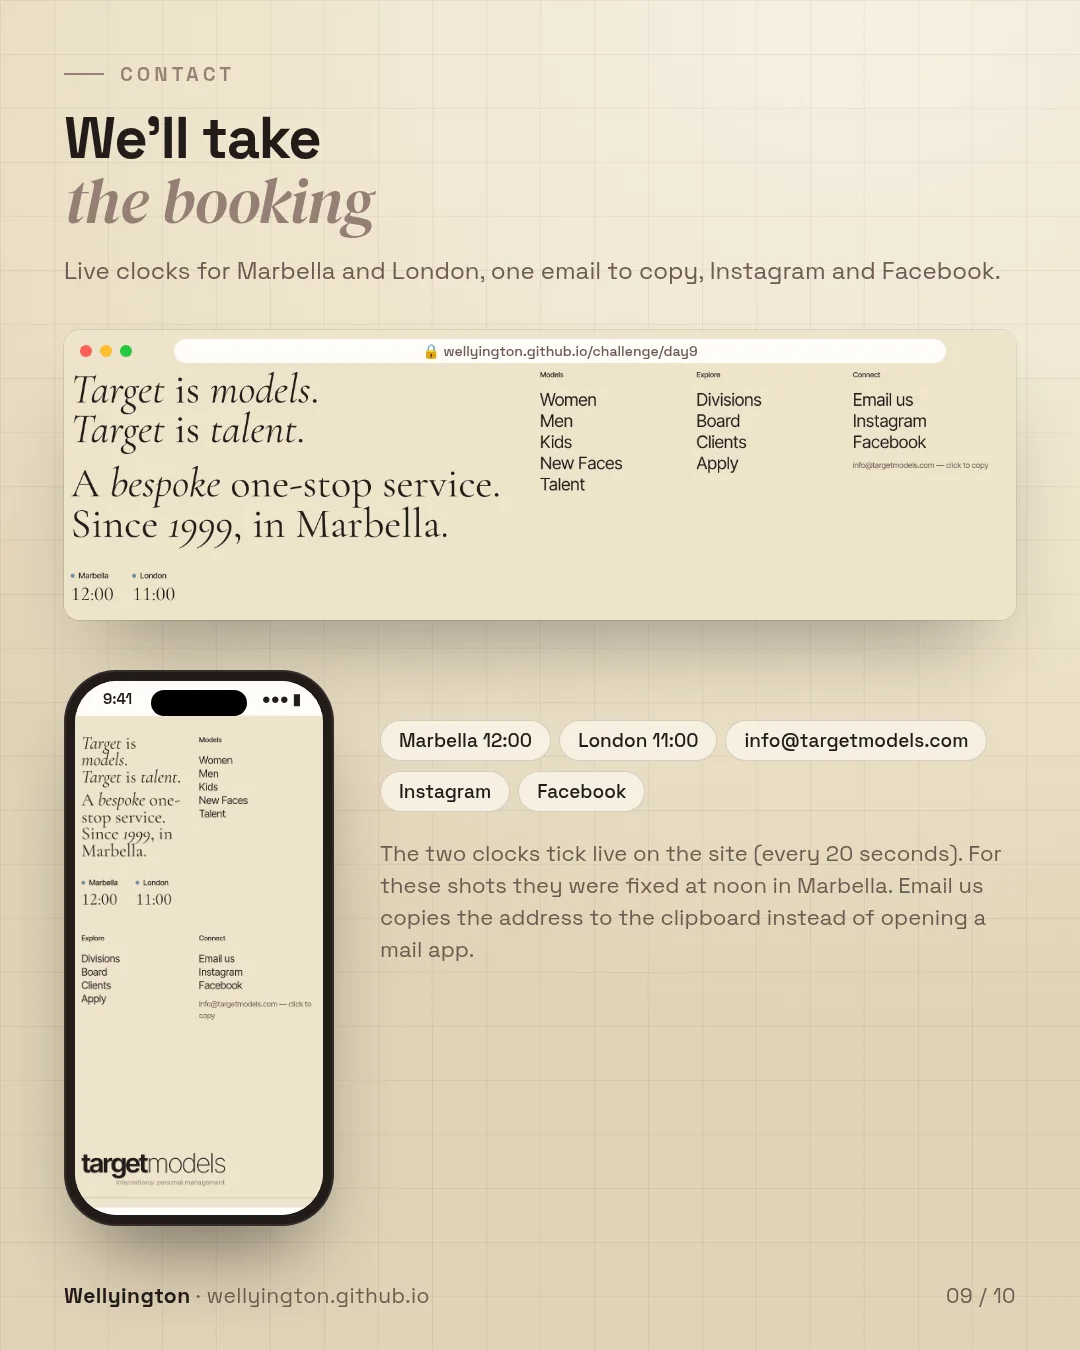 CONTACT
We'll take
the booking
Live clocks for Marbella and London, one email to copy, Instagram and Facebook.
wellyington.github.io/challenge/day9
Target is models.
Target is talent.
A bespoke one-stop service.
Since 1999, in Marbella.
Marbella London
12:00 11:00
Models
Women
Men
Kids
New Faces
Talent
Explore
Divisions
Board
Clients
Apply
Connect
Email us
Instagram
Facebook
info@targetmodels.com — click to copy
9:41
Target is
models.
Target is talent.
A bespoke one-
stop service.
Since 1999, in
Marbella.
Marbella London
12:00 11:00
Models
Women
Men
Kids
New Faces
Talent
Explore
Divisions
Board
Clients
Apply
Connect
Email us
Instagram
Facebook
info@targetmodels.com — click to
copy
targetmodels
international personal management
Marbella 12:00 London 11:00 info@targetmodels.com
Instagram Facebook
The two clocks tick live on the site (every 20 seconds). For
these shots they were fixed at noon in Marbella. Email us
copies the address to the clipboard instead of opening a
mail app.
Wellyington · wellyington.github.io
09 / 10